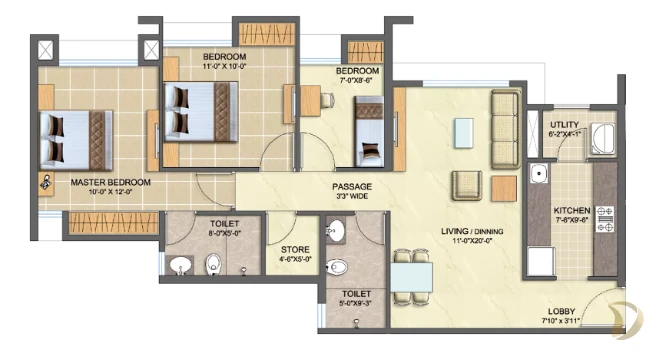 BEDROOM
11'-0" X 10'-0"
BEDROOM
7'-0"X8'-6"
UTLITY
6'-2"X4'-1"
MASTER BEDROOM
10'-0" X 12'-0"
PASSAGE
3'3" WIDE
KITCHEN
7'-6"X9'-6"
TOILET
8'-0"X5'-0"
LIVING / DINNING
11'-0"X20'-0"
STORE
4'-6"X5'-0"
TOILET
5'-0"X9'-3"
LOBBY
7'10" x 3'11"